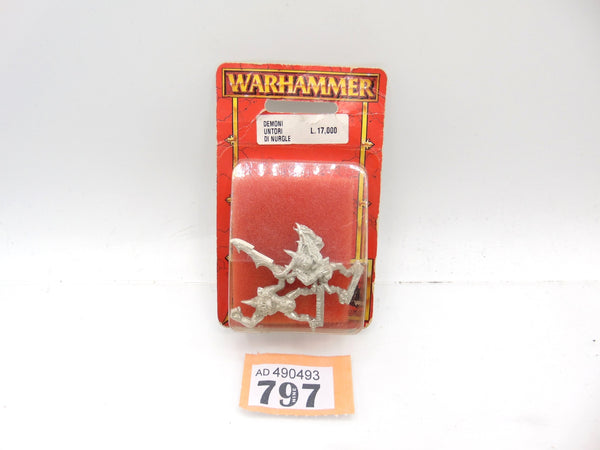 WARHAMMER
DEMONI
UNTORI
DI NURGLE
L. 17,000
AD 490493
797